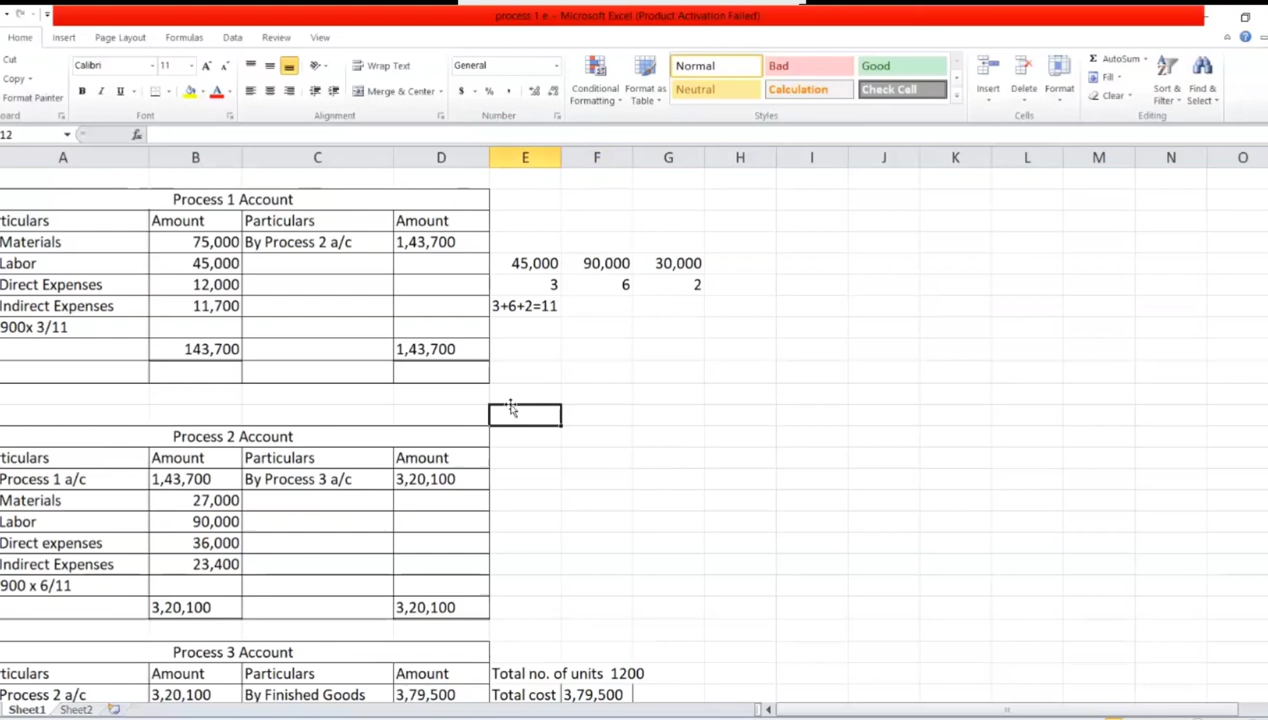 process 1 e - Microsoft Excel (Product Activation Failed)
Home Insert Page Layout Formulas Data Review View
Cut
Copy
Format Painter
Calibri 11
B I U
Wrap Text
Merge & Center
General
$ % ,
Conditional Formatting
Format as Table
Normal Bad Good
Neutral Calculation Check Cell
Insert Delete Format
Σ AutoSum
Fill
Clear
Sort & Filter
Find & Select
oard Font Alignment Number Styles Cells Editing
12 fx
A B C D E F G H I J K L M N O
Process 1 Account
ticulars Amount Particulars Amount
Materials 75,000 By Process 2 a/c 1,43,700
Labor 45,000 45,000 90,000 30,000
Direct Expenses 12,000 3 6 2
Indirect Expenses 11,700 3+6+2=11
900x 3/11
143,700 1,43,700
Process 2 Account
ticulars Amount Particulars Amount
Process 1 a/c 1,43,700 By Process 3 a/c 3,20,100
Materials 27,000
Labor 90,000
Direct expenses 36,000
Indirect Expenses 23,400
900 x 6/11
3,20,100 3,20,100
Process 3 Account
ticulars Amount Particulars Amount Total no. of units 1200
Process 2 a/c 3,20,100 By Finished Goods 3,79,500 Total cost 3,79,500
Sheet1 Sheet2